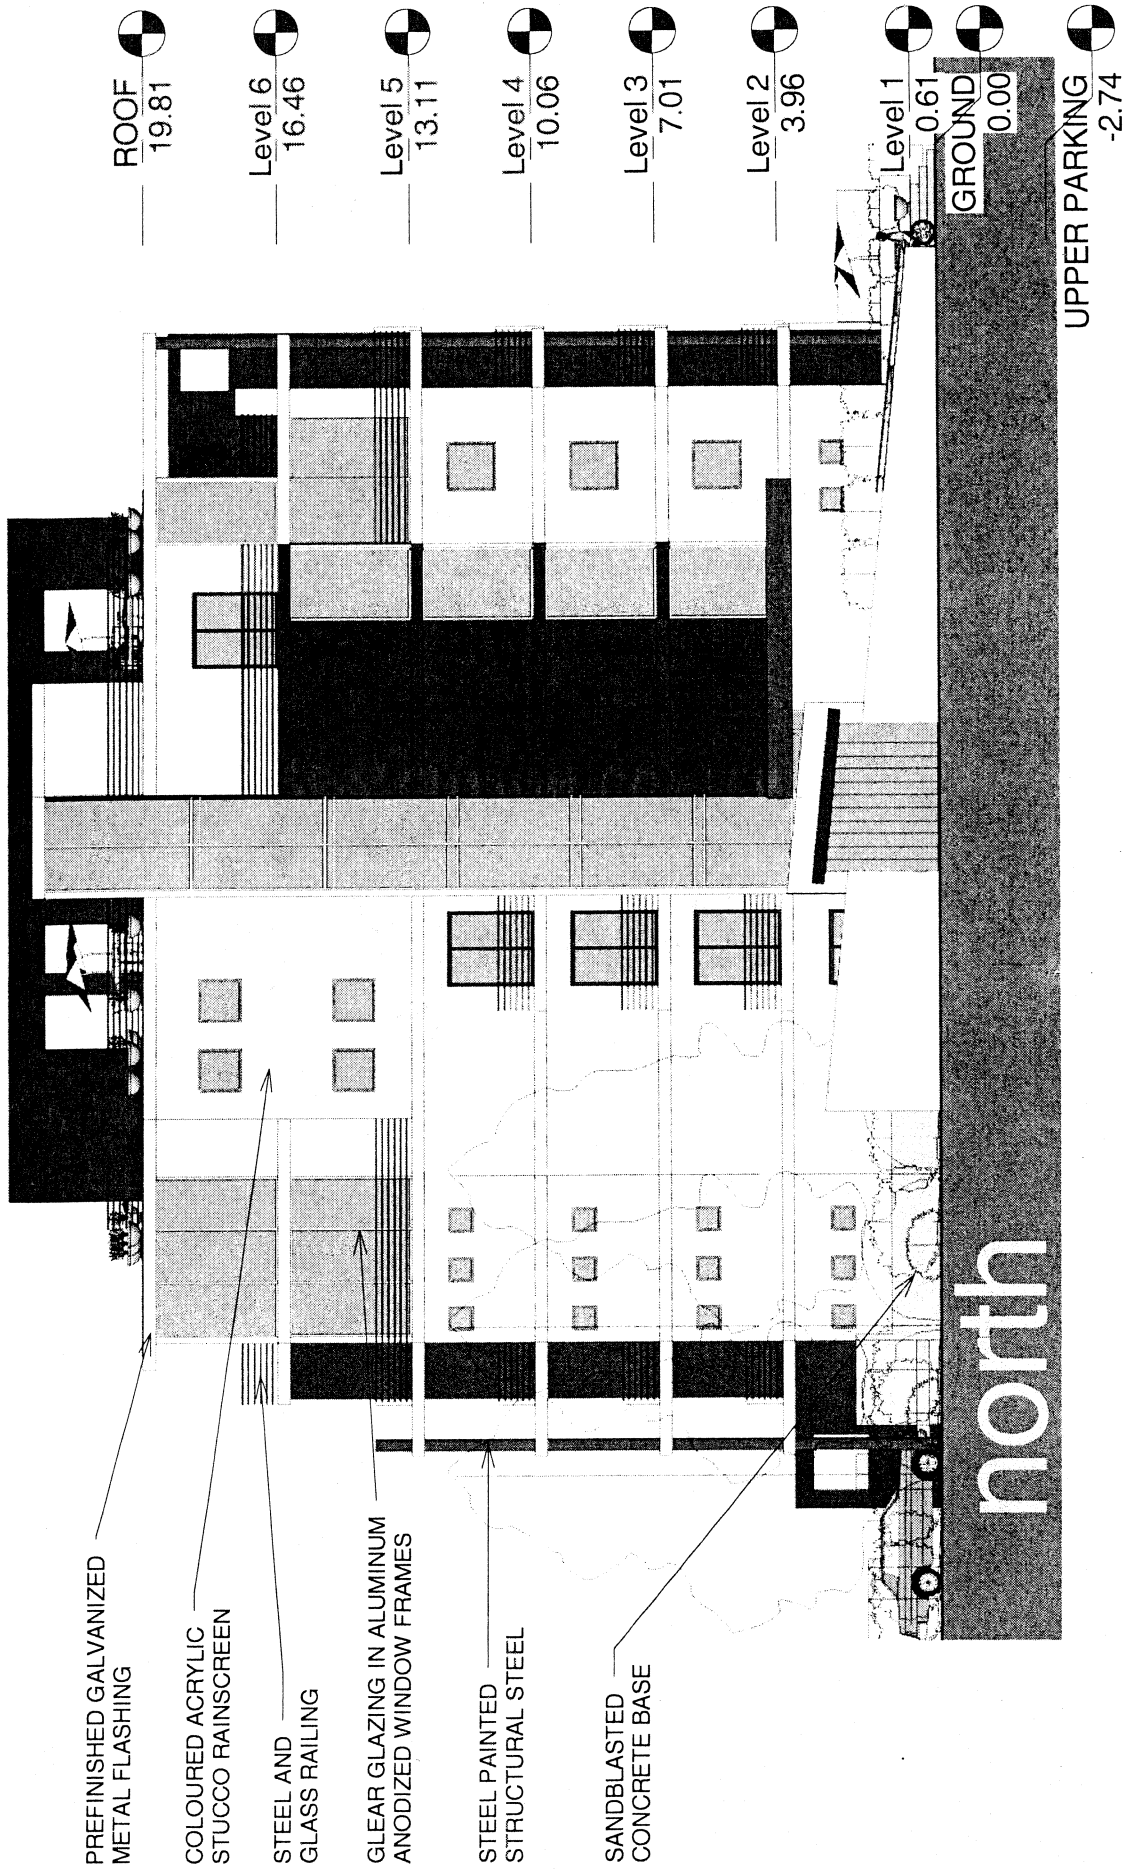 PREFINISHED GALVANIZED
METAL FLASHING
COLOURED ACRYLIC
STUCCO RAINSCREEN
STEEL AND
GLASS RAILING
GLEAR GLAZING IN ALUMINUM
ANODIZED WINDOW FRAMES
STEEL PAINTED
STRUCTURAL STEEL
SANDBLASTED
CONCRETE BASE
ROOF
19.81
Level 6
16.46
Level 5
13.11
Level 4
10.06
Level 3
7.01
Level 2
3.96
Level 1
0.61
GROUND
0.00
UPPER PARKING
-2.74
north